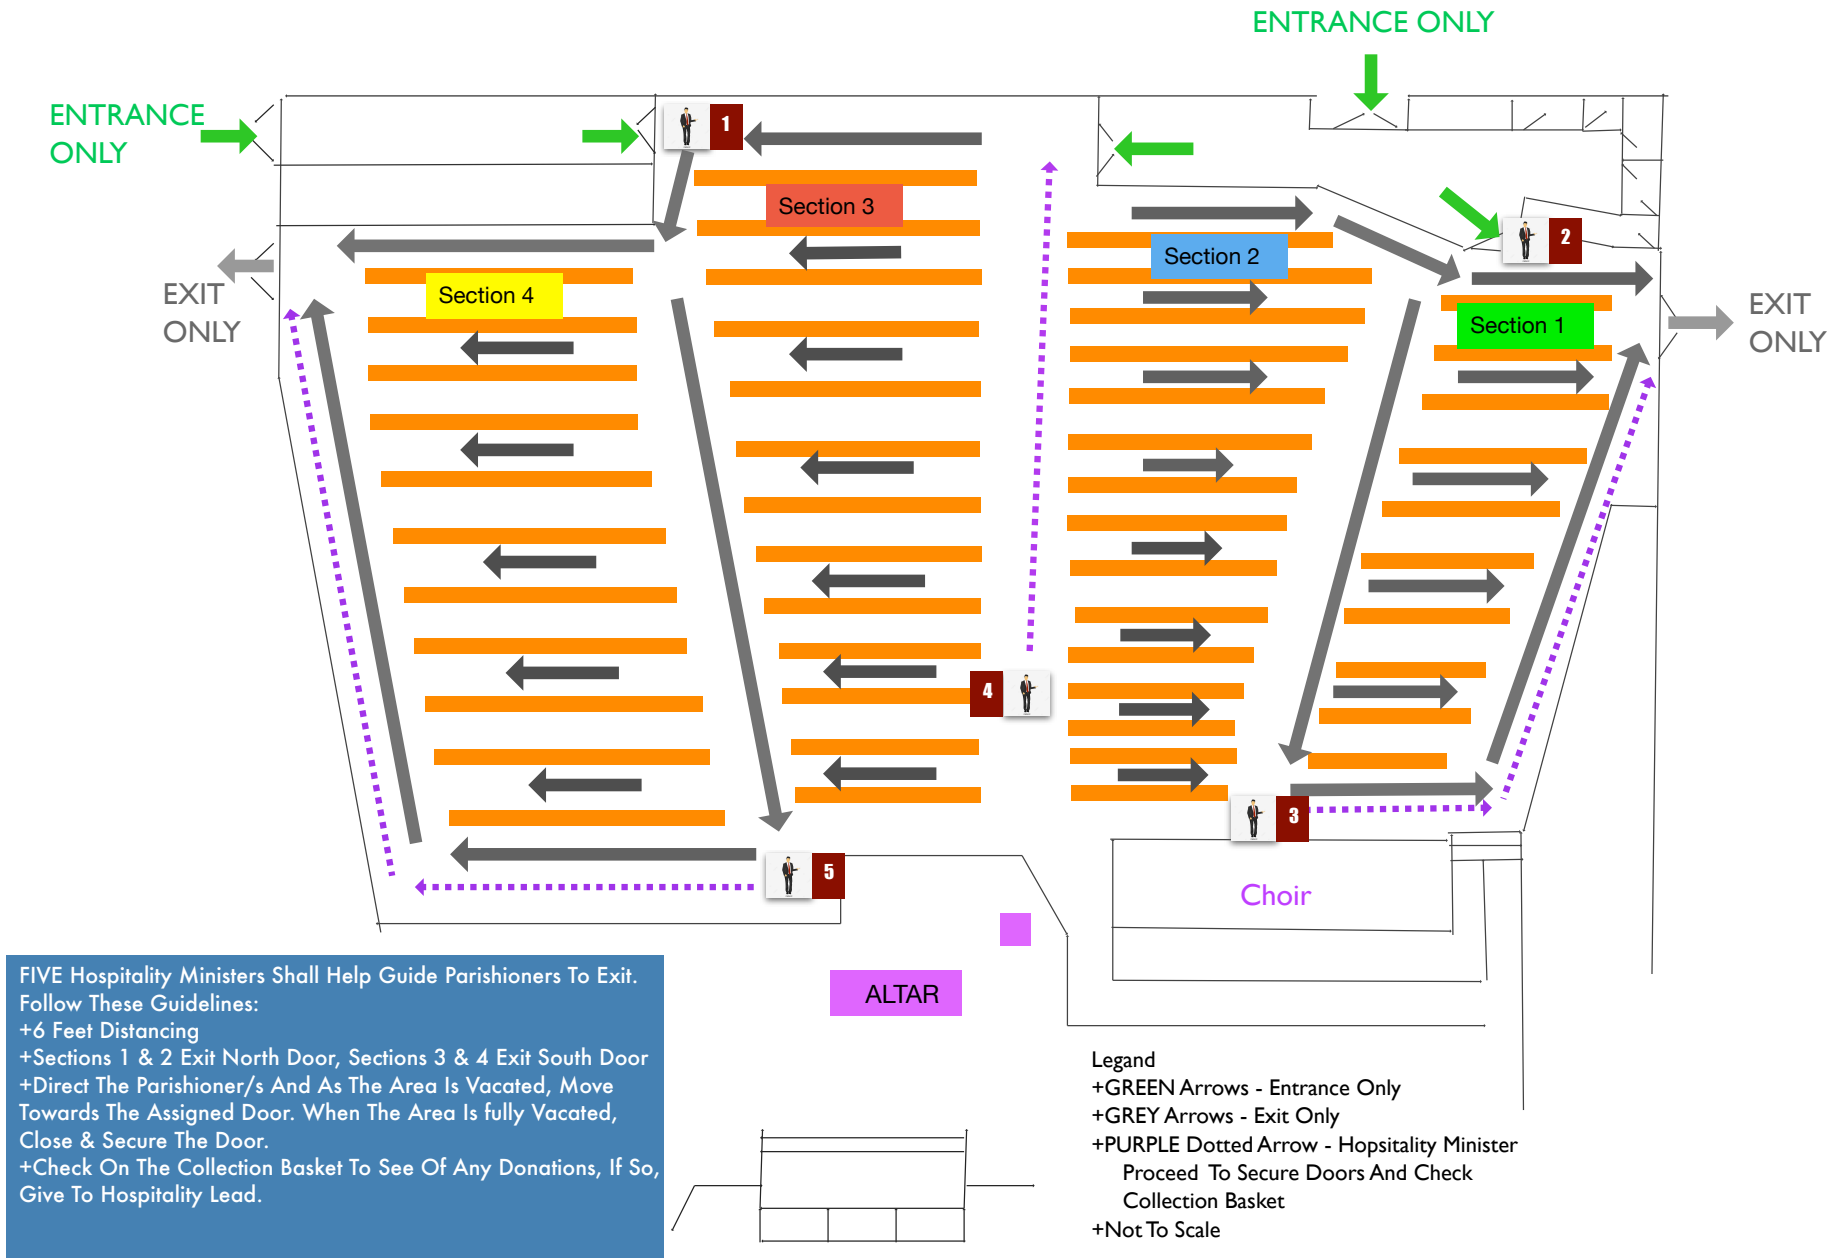 ENTRANCE ONLY
ENTRANCE
ONLY
1
Section 3
2
Section 2
Section 4
Section 1
EXIT
ONLY
EXIT
ONLY
4
3
5
Choir
ALTAR
FIVE Hospitality Ministers Shall Help Guide Parishioners To Exit.
Follow These Guidelines:
+6 Feet Distancing
+Sections 1 & 2 Exit North Door, Sections 3 & 4 Exit South Door
+Direct The Parishioner/s And As The Area Is Vacated, Move
Towards The Assigned Door. When The Area Is fully Vacated,
Close & Secure The Door.
+Check On The Collection Basket To See Of Any Donations, If So,
Give To Hospitality Lead.
Legand
+GREEN Arrows - Entrance Only
+GREY Arrows - Exit Only
+PURPLE Dotted Arrow - Hopsitality Minister
Proceed To Secure Doors And Check
Collection Basket
+Not To Scale